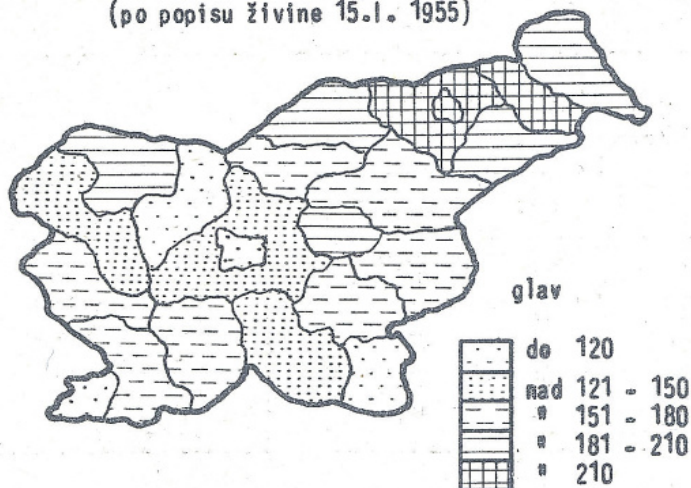 (po popisu živine 15.I. 1955)
glav
do 120
nad 121 - 150
" 151 - 180
" 181 - 210
" 210